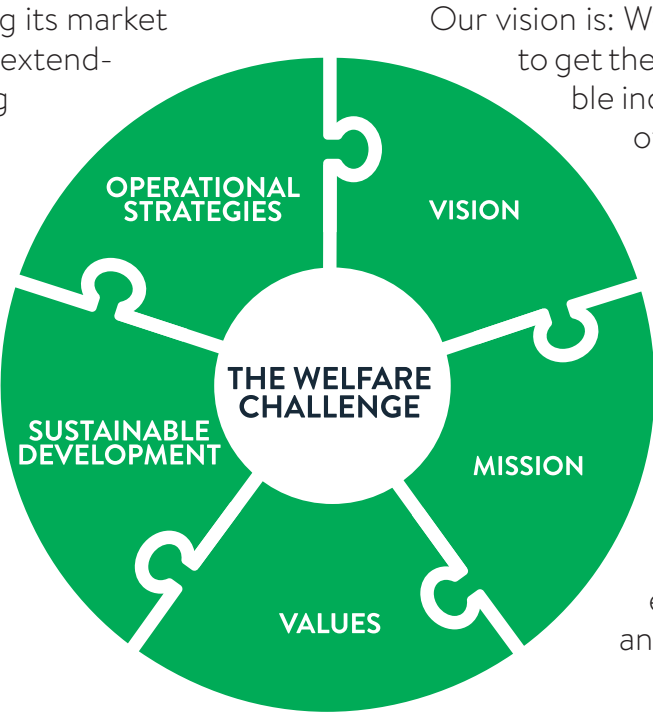 g its market
extend-
g
Our vision is: W
to get the
ble inc
o
OPERATIONAL
STRATEGIES
VISION
THE WELFARE
CHALLENGE
SUSTAINABLE
DEVELOPMENT
MISSION
VALUES
e
an